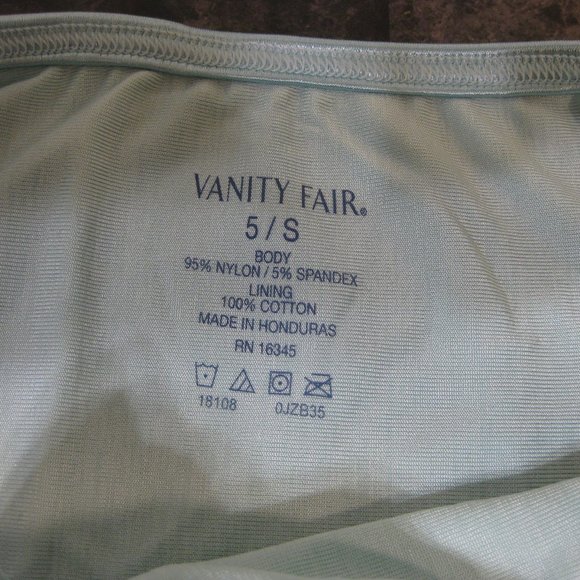 VANITY FAIR®
5 / S
BODY
95% NYLON / 5% SPANDEX
LINING
100% COTTON
MADE IN HONDURAS
RN 16345
18108 0JZB35